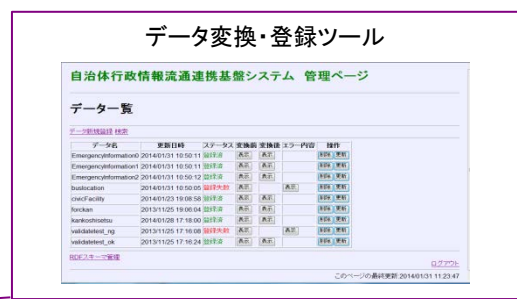 データ変換・登録ツール
自治体行政情報流通連携基盤システム 管理ページ
データ一覧
データ新規登録 検索
データ名 更新日時 ステータス 変換前 変換後 エラー内容 操作
EmergencyInformation0 2014/01/31 10:50:11 登録済 表示 表示 削除 更新
EmergencyInformation1 2014/01/31 10:50:11 登録済 表示 表示 削除 更新
EmergencyInformation2 2014/01/31 10:50:12 登録済 表示 表示 削除 更新
buslocation 2014/01/31 10:50:05 登録失敗 表示 表示 削除 更新
civicFacility 2014/01/23 19:08:58 登録済 表示 表示 削除 更新
forckan 2013/11/25 19:06:04 登録済 表示 表示 削除 更新
kankoshisetsu 2014/01/28 17:18:00 登録済 表示 表示 削除 更新
validatetest_ng 2013/11/25 17:16:08 登録失敗 表示 表示 削除 更新
validatetest_ok 2013/11/25 17:16:24 登録済 表示 表示 削除 更新
RDFスキーマ管理
ログアウト
このページの最終更新:2014/01/31 11:23:47